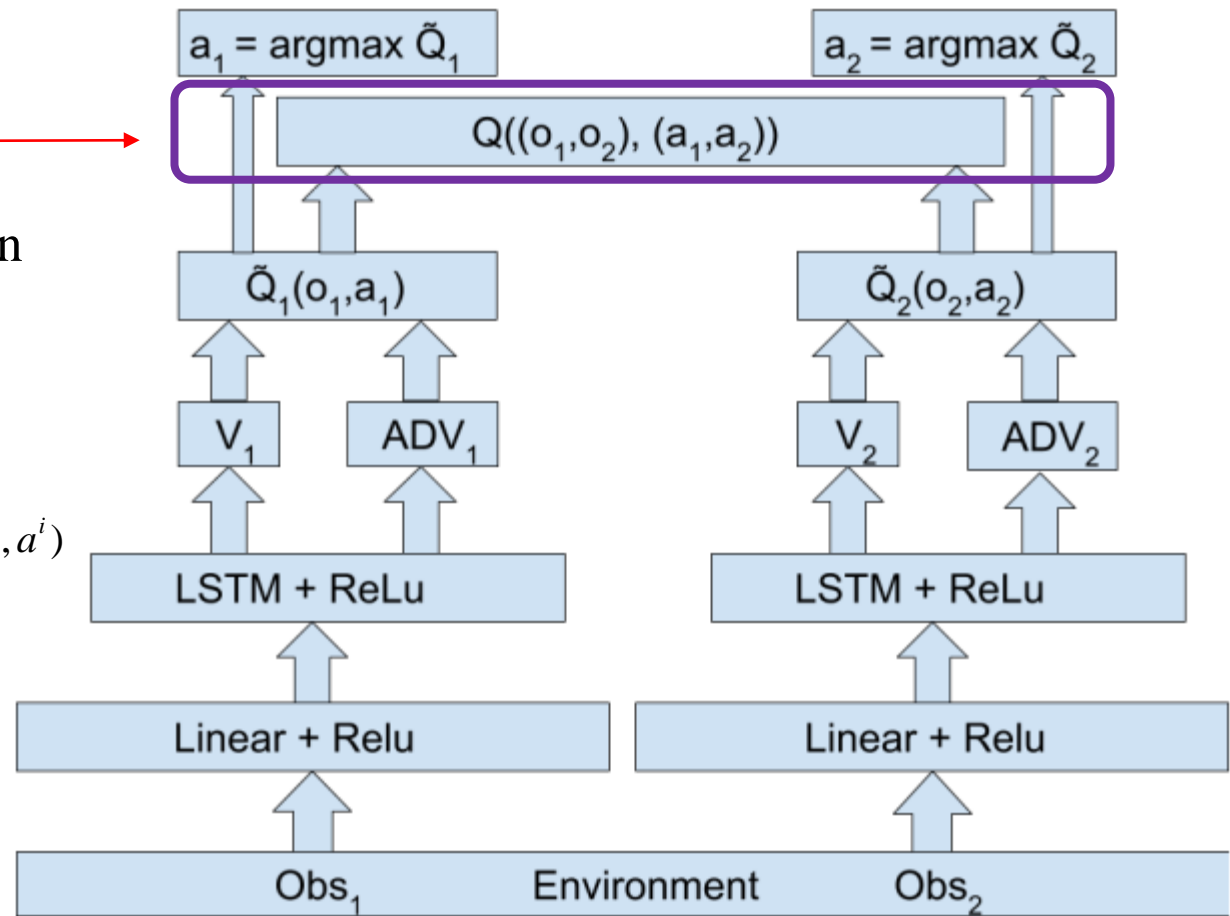 a₁ = argmax Q̃₁ a₂ = argmax Q̃₂
Q((o₁,o₂), (a₁,a₂))
n
Q̃₁(o₁,a₁) Q̃₂(o₂,a₂)
V₁ ADV₁ V₂ ADV₂
, aⁱ)
LSTM + ReLu LSTM + ReLu
Linear + Relu Linear + Relu
Obs₁ Environment Obs₂